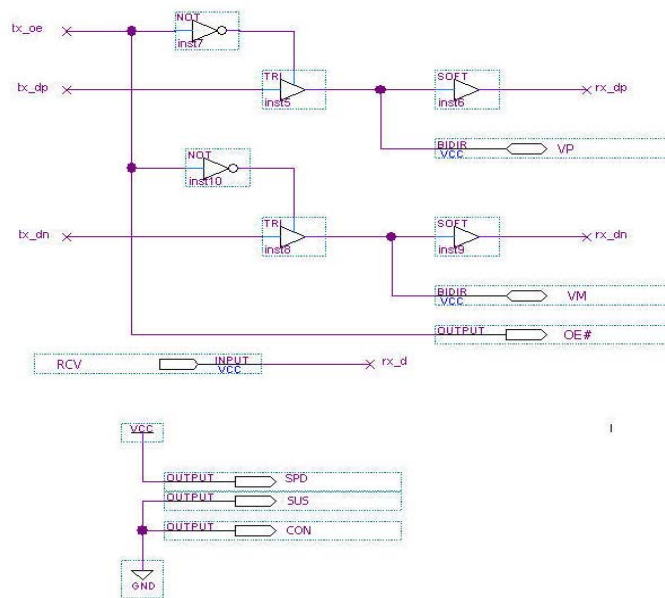 tx_oe
NOT
inst7
tx_dp
TRI
inst5
SOFT
inst6
rx_dp
BIDIR
VCC
VP
NOT
inst10
tx_dn
TRI
inst8
SOFT
inst9
rx_dn
BIDIR
VCC
VM
OUTPUT
OE#
RCV
INPUT
VCC
rx_d
VCC
OUTPUT
SPD
OUTPUT
SUS
OUTPUT
CON
GND